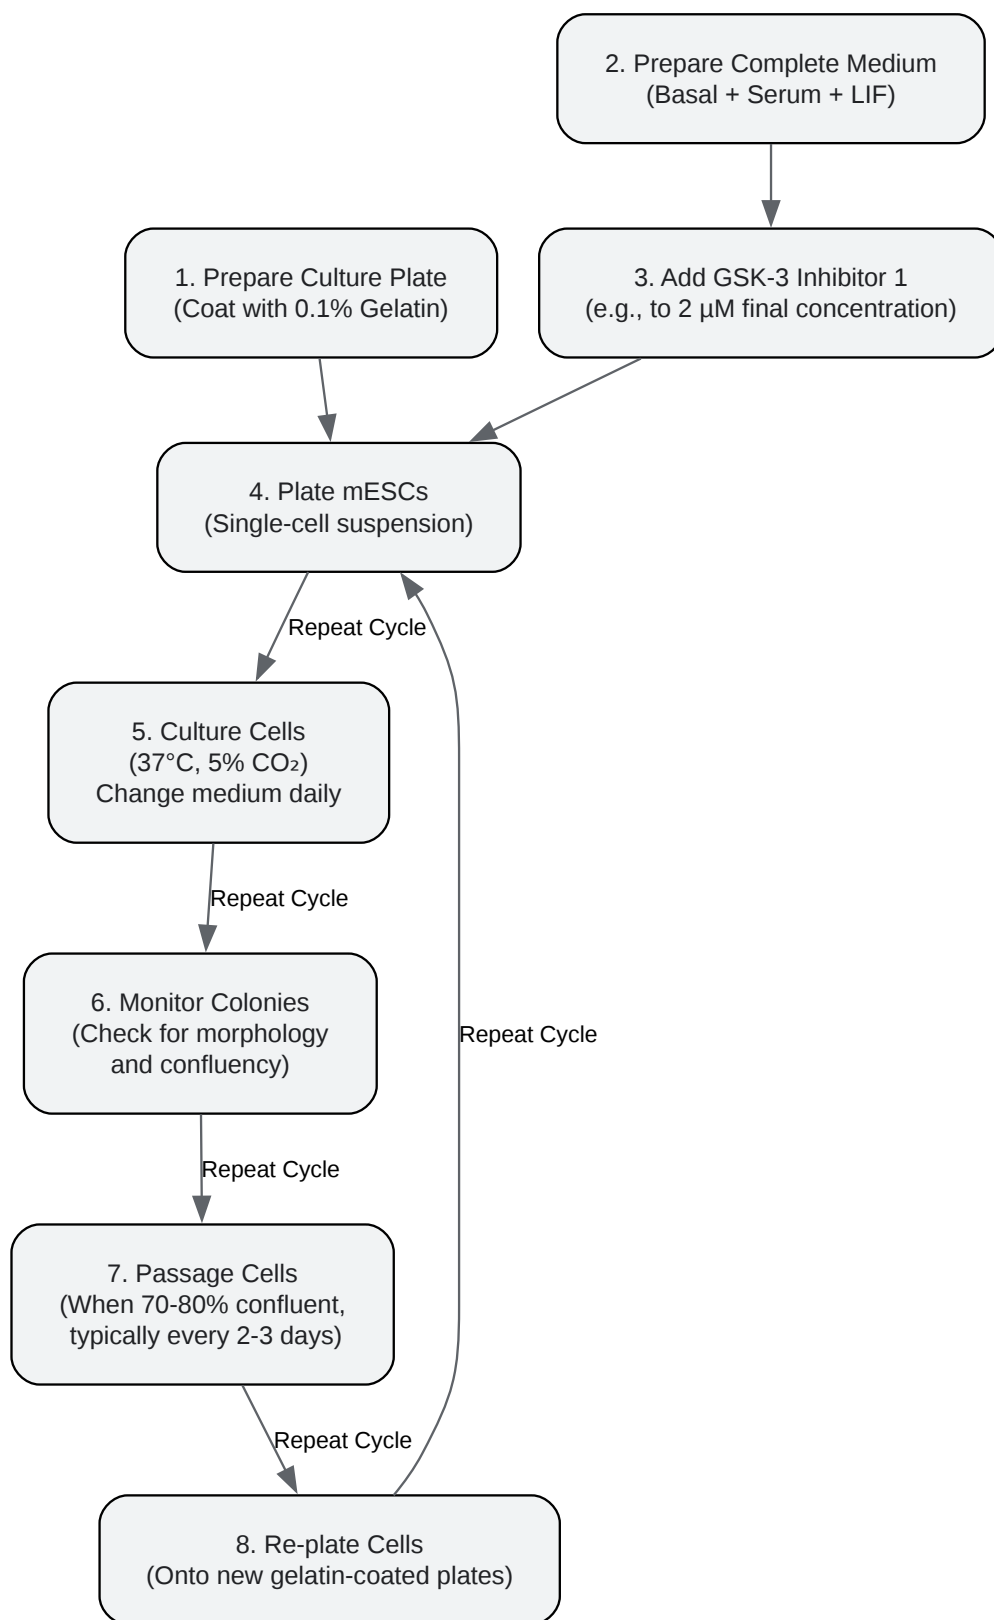 2. Prepare Complete Medium
(Basal + Serum + LIF)
1. Prepare Culture Plate
(Coat with 0.1% Gelatin)
3. Add GSK-3 Inhibitor 1
(e.g., to 2 µM final concentration)
4. Plate mESCs
(Single-cell suspension)
Repeat Cycle
5. Culture Cells
(37°C, 5% CO₂)
Change medium daily
Repeat Cycle
6. Monitor Colonies
(Check for morphology
and confluency)
Repeat Cycle
Repeat Cycle
7. Passage Cells
(When 70-80% confluent,
typically every 2-3 days)
Repeat Cycle
8. Re-plate Cells
(Onto new gelatin-coated plates)